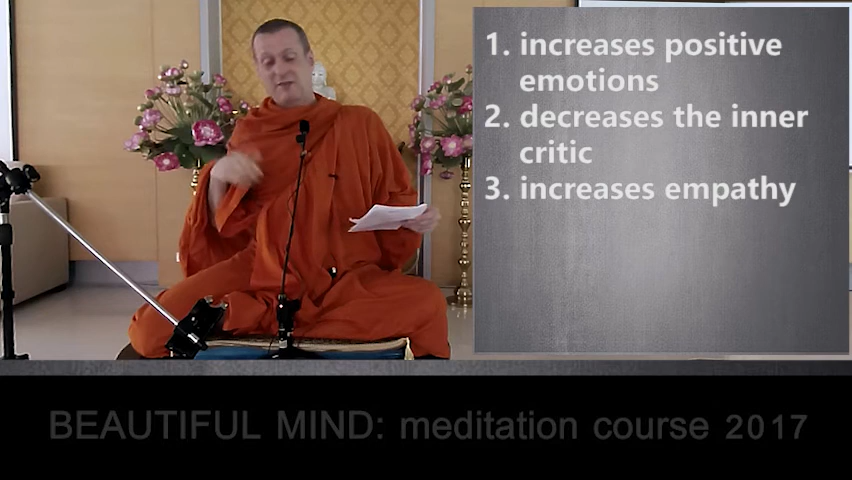 1. increases positive
emotions
2. decreases the inner
critic
3. increases empathy
BEAUTIFUL MIND: meditation course 2017